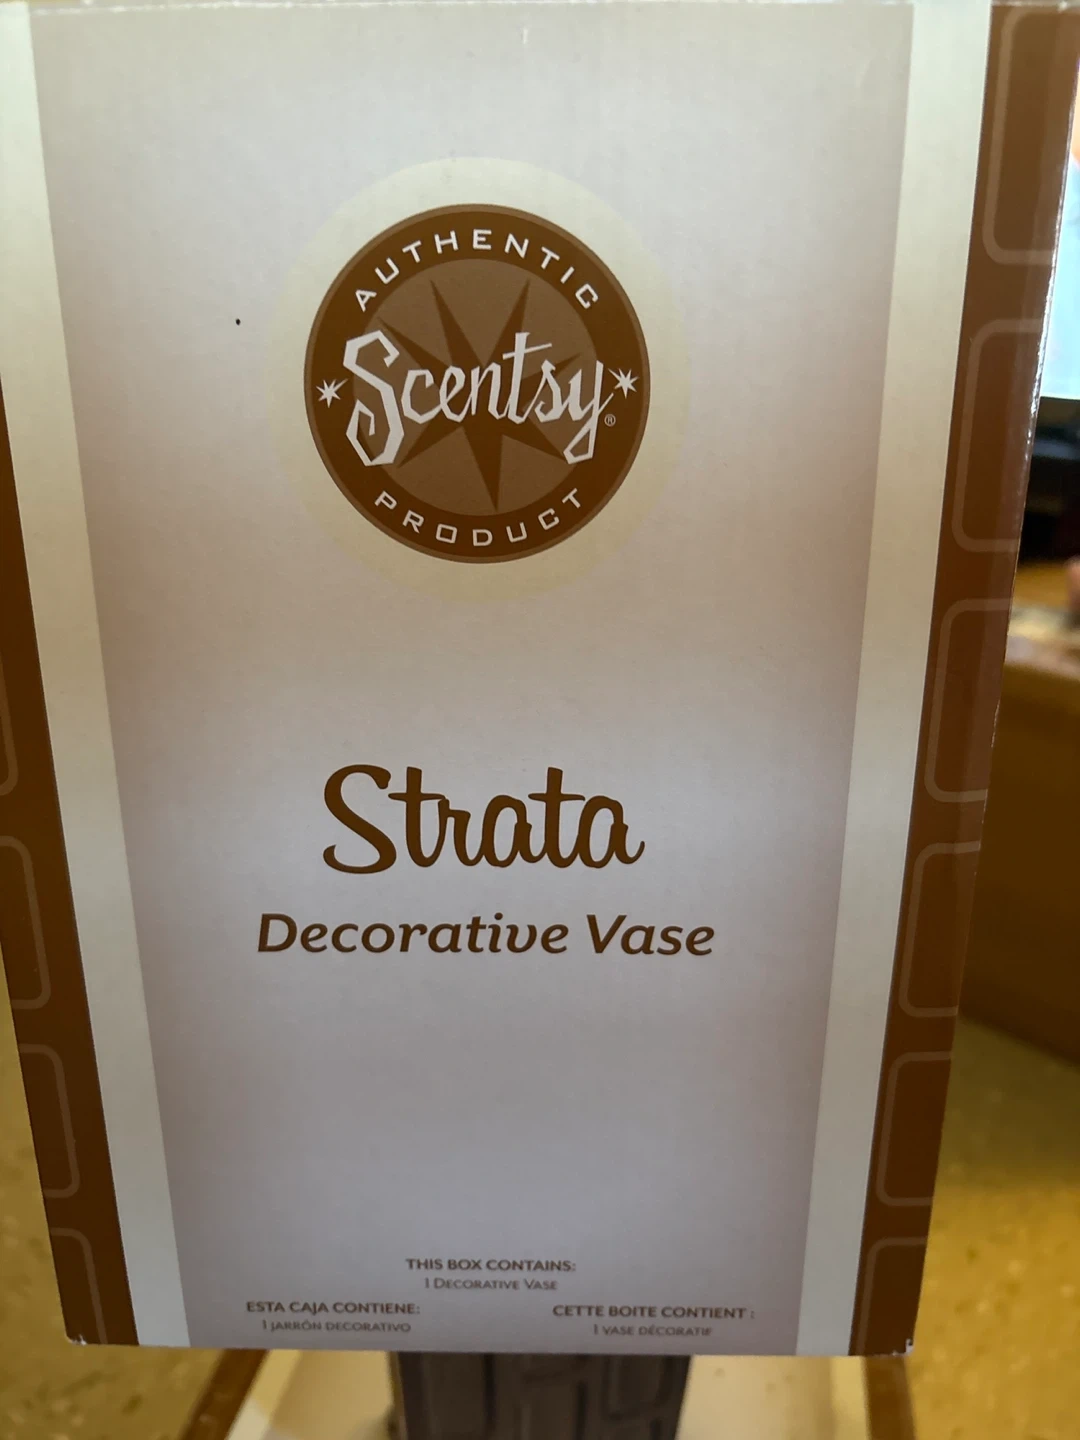 AUTHENTIC
Scentsy®
PRODUCT
Strata
Decorative Vase
THIS BOX CONTAINS:
1 DECORATIVE VASE
ESTA CAJA CONTIENE:
1 JARRÓN DECORATIVO
CETTE BOITE CONTIENT :
1 VASE DÉCORATIF